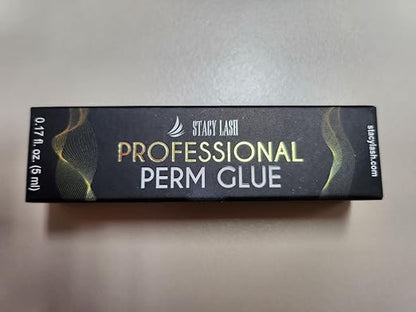 STACY LASH
PROFESSIONAL
PERM GLUE
0.17 fl. oz. (5 ml)
stacylash.com